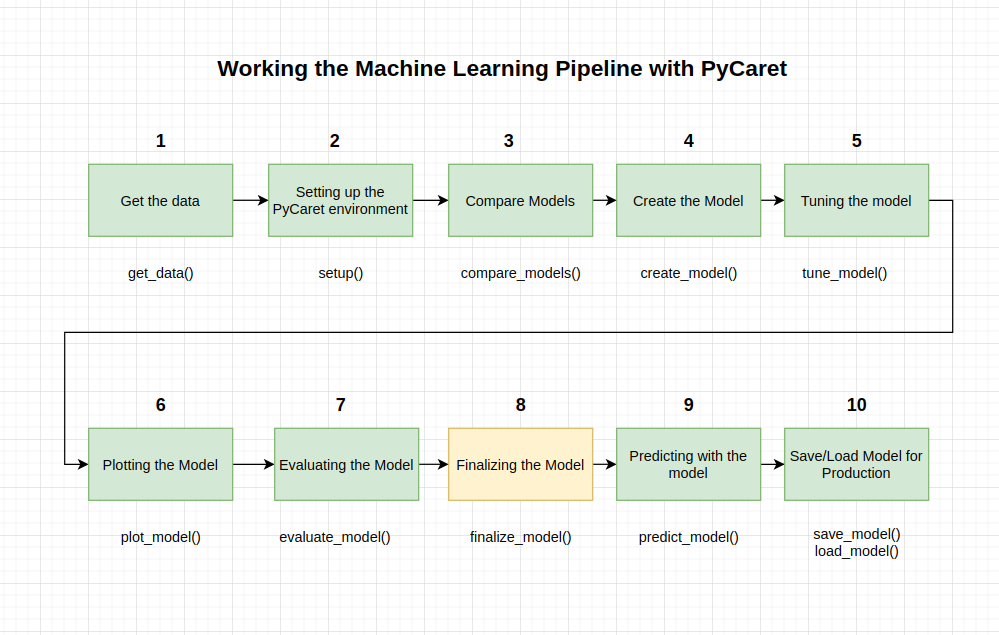 Working the Machine Learning Pipeline with PyCaret
1
2
3
4
5
Get the data
Setting up the
PyCaret environment
Compare Models
Create the Model
Tuning the model
get_data()
setup()
compare_models()
create_model()
tune_model()
6
7
8
9
10
Plotting the Model
Evaluating the Model
Finalizing the Model
Predicting with the
model
Save/Load Model for
Production
plot_model()
evaluate_model()
finalize_model()
predict_model()
save_model()
load_model()